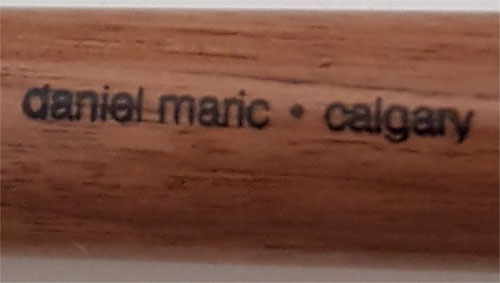 daniel maric • calgary